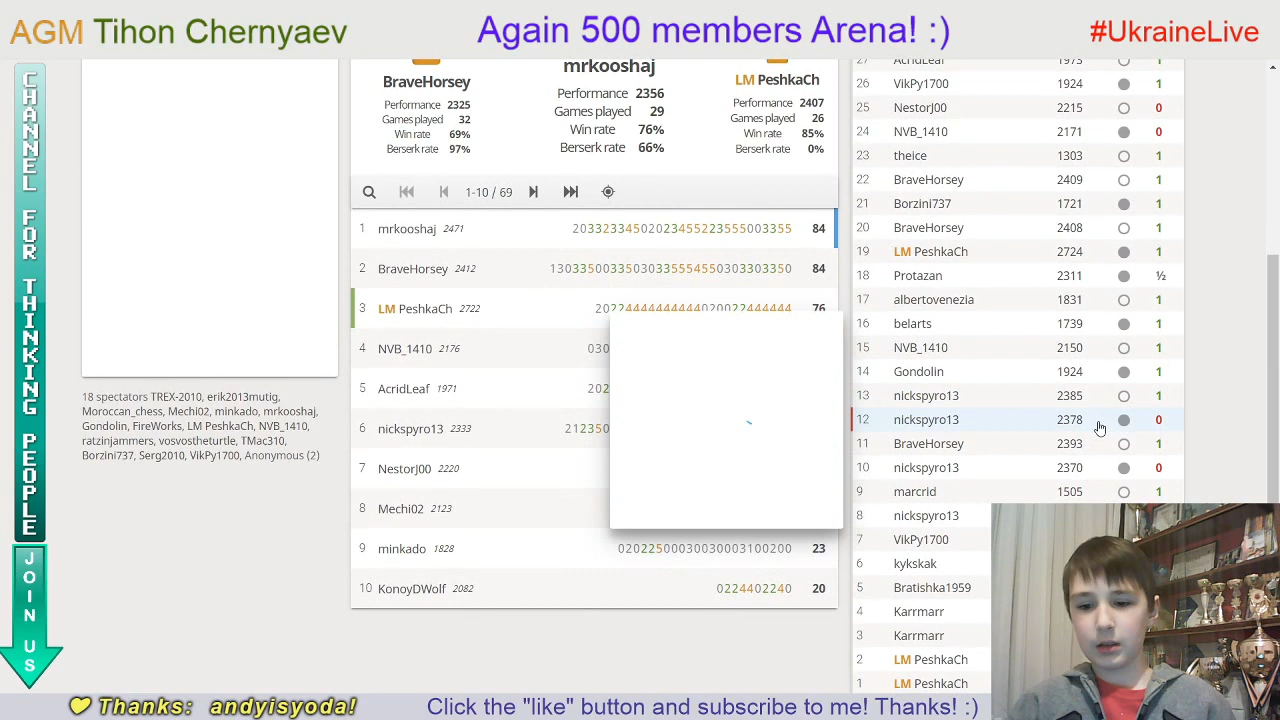 AGM Tihon Chernyaev
Again 500 members Arena! :)
#UkraineLive
CHANNEL FOR THINKING PEOPLE
JOIN US
BraveHorsey
Performance 2325
Games played 32
Win rate 69%
Berserk rate 97%
mrkooshaj
Performance 2356
Games played 29
Win rate 76%
Berserk rate 66%
LM PeshkaCh
Performance 2407
Games played 26
Win rate 85%
Berserk rate 0%
1-10 / 69
1 mrkooshaj 2471 20332334502023455223555003355 84
2 BraveHorsey 2412 13033500335030335554550303303350 84
3 LM PeshkaCh 2722 20224444444444020022444444 76
4 NVB_1410 2176 030
5 AcridLeaf 1971 202
6 nickspyro13 2333 212350
7 NestorJ00 2220
8 Mechi02 2123
9 minkado 1828 020225000300300003100200 23
10 KonoyDWolf 2082 0224402240 20
18 spectators TREX-2010, erik2013mutig,
Moroccan_chess, Mechi02, minkado, mrkooshaj,
Gondolin, FireWorks, LM PeshkaCh, NVB_1410,
ratzinjammers, vosvostheturtle, TMac310,
Borzini737, Serg2010, VikPy1700, Anonymous (2)
27 AcridLeaf 1973 1
26 VikPy1700 1924 1
25 NestorJ00 2215 0
24 NVB_1410 2171 0
23 theice 1303 1
22 BraveHorsey 2409 1
21 Borzini737 1721 1
20 BraveHorsey 2408 1
19 LM PeshkaCh 2724 1
18 Protazan 2311 ½
17 albertovenezia 1831 1
16 belarts 1739 1
15 NVB_1410 2150 1
14 Gondolin 1924 1
13 nickspyro13 2385 1
12 nickspyro13 2378 0
11 BraveHorsey 2393 1
10 nickspyro13 2370 0
9 marcrid 1505 1
8 nickspyro13
7 VikPy1700
6 kykskak
5 Bratishka1959
4 Karrmarr
3 Karrmarr
2 LM PeshkaCh
1 LM PeshkaCh
Thanks: andyisyoda!
Click the "like" button and subscribe to me! Thanks! :)